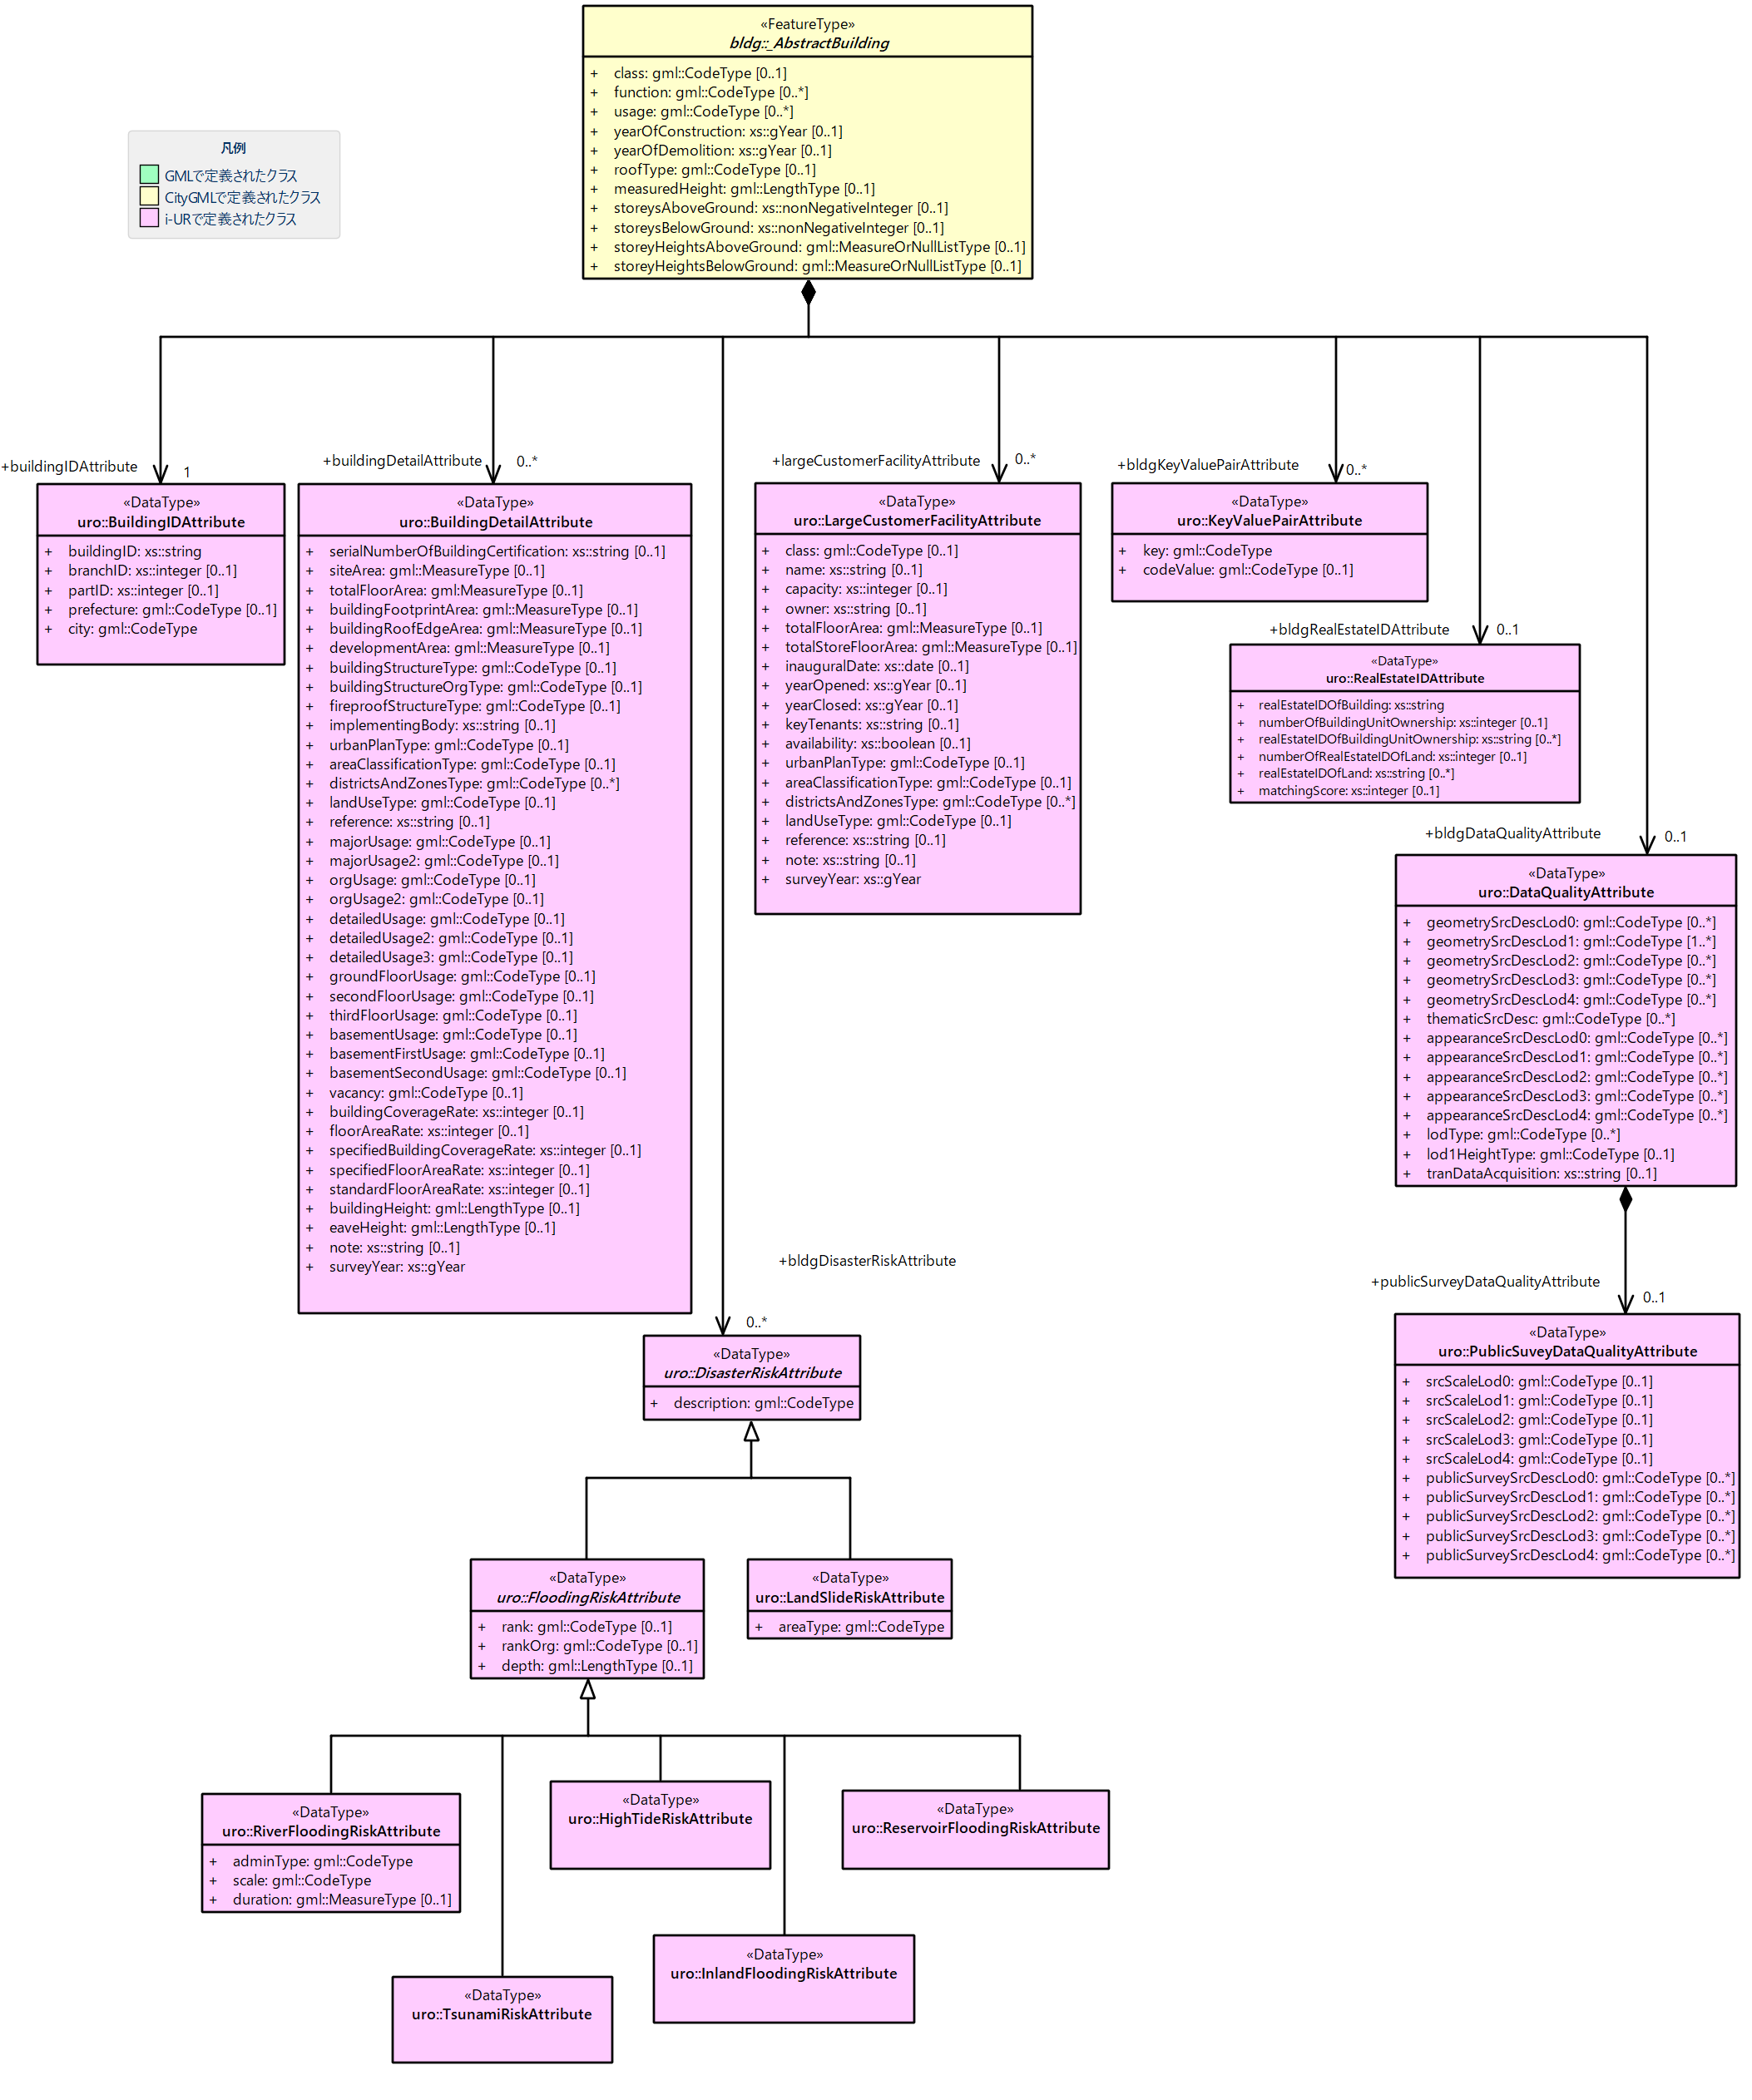 «FeatureType»
bldg::_AbstractBuilding
+ class: gml::CodeType [0..1]
+ function: gml::CodeType [0..*]
+ usage: gml::CodeType [0..*]
+ yearOfConstruction: xs::gYear [0..1]
+ yearOfDemolition: xs::gYear [0..1]
+ roofType: gml::CodeType [0..1]
+ measuredHeight: gml::LengthType [0..1]
+ storeysAboveGround: xs::nonNegativeInteger [0..1]
+ storeysBelowGround: xs::nonNegativeInteger [0..1]
+ storeyHeightsAboveGround: gml::MeasureOrNullListType [0..1]
+ storeyHeightsBelowGround: gml::MeasureOrNullListType [0..1]
凡例
GMLで定義されたクラス
CityGMLで定義されたクラス
i-URで定義されたクラス
+buildingIDAttribute 1
«DataType»
uro::BuildingIDAttribute
+ buildingID: xs::string
+ branchID: xs::integer [0..1]
+ partID: xs::integer [0..1]
+ prefecture: gml::CodeType [0..1]
+ city: gml::CodeType
+buildingDetailAttribute 0..*
«DataType»
uro::BuildingDetailAttribute
+ serialNumberOfBuildingCertification: xs::string [0..1]
+ siteArea: gml::MeasureType [0..1]
+ totalFloorArea: gml:MeasureType [0..1]
+ buildingFootprintArea: gml::MeasureType [0..1]
+ buildingRoofEdgeArea: gml::MeasureType [0..1]
+ developmentArea: gml::MeasureType [0..1]
+ buildingStructureType: gml::CodeType [0..1]
+ buildingStructureOrgType: gml::CodeType [0..1]
+ fireproofStructureType: gml::CodeType [0..1]
+ implementingBody: xs::string [0..1]
+ urbanPlanType: gml::CodeType [0..1]
+ areaClassificationType: gml::CodeType [0..1]
+ districtsAndZonesType: gml::CodeType [0..*]
+ landUseType: gml::CodeType [0..1]
+ reference: xs::string [0..1]
+ majorUsage: gml::CodeType [0..1]
+ majorUsage2: gml::CodeType [0..1]
+ orgUsage: gml::CodeType [0..1]
+ orgUsage2: gml::CodeType [0..1]
+ detailedUsage: gml::CodeType [0..1]
+ detailedUsage2: gml::CodeType [0..1]
+ detailedUsage3: gml::CodeType [0..1]
+ groundFloorUsage: gml::CodeType [0..1]
+ secondFloorUsage: gml::CodeType [0..1]
+ thirdFloorUsage: gml::CodeType [0..1]
+ basementUsage: gml::CodeType [0..1]
+ basementFirstUsage: gml::CodeType [0..1]
+ basementSecondUsage: gml::CodeType [0..1]
+ vacancy: gml::CodeType [0..1]
+ buildingCoverageRate: xs::integer [0..1]
+ floorAreaRate: xs::integer [0..1]
+ specifiedBuildingCoverageRate: xs::integer [0..1]
+ specifiedFloorAreaRate: xs::integer [0..1]
+ standardFloorAreaRate: xs::integer [0..1]
+ buildingHeight: gml::LengthType [0..1]
+ eaveHeight: gml::LengthType [0..1]
+ note: xs::string [0..1]
+ surveyYear: xs::gYear
+largeCustomerFacilityAttribute 0..*
«DataType»
uro::LargeCustomerFacilityAttribute
+ class: gml::CodeType [0..1]
+ name: xs::string [0..1]
+ capacity: xs::integer [0..1]
+ owner: xs::string [0..1]
+ totalFloorArea: gml::MeasureType [0..1]
+ totalStoreFloorArea: gml::MeasureType [0..1]
+ inauguralDate: xs::date [0..1]
+ yearOpened: xs::gYear [0..1]
+ yearClosed: xs::gYear [0..1]
+ keyTenants: xs::string [0..1]
+ availability: xs::boolean [0..1]
+ urbanPlanType: gml::CodeType [0..1]
+ areaClassificationType: gml::CodeType [0..1]
+ districtsAndZonesType: gml::CodeType [0..*]
+ landUseType: gml::CodeType [0..1]
+ reference: xs::string [0..1]
+ note: xs::string [0..1]
+ surveyYear: xs::gYear
+bldgKeyValuePairAttribute 0..*
«DataType»
uro::KeyValuePairAttribute
+ key: gml::CodeType
+ codeValue: gml::CodeType [0..1]
+bldgRealEstateIDAttribute 0..1
«DataType»
uro::RealEstateIDAttribute
+ realEstateIDOfBuilding: xs::string
+ numberOfBuildingUnitOwnership: xs::integer [0..1]
+ realEstateIDOfBuildingUnitOwnership: xs::string [0..*]
+ numberOfRealEstateIDOfLand: xs::integer [0..1]
+ realEstateIDOfLand: xs::string [0..*]
+ matchingScore: xs::integer [0..1]
+bldgDataQualityAttribute 0..1
«DataType»
uro::DataQualityAttribute
+ geometrySrcDescLod0: gml::CodeType [0..*]
+ geometrySrcDescLod1: gml::CodeType [1..*]
+ geometrySrcDescLod2: gml::CodeType [0..*]
+ geometrySrcDescLod3: gml::CodeType [0..*]
+ geometrySrcDescLod4: gml::CodeType [0..*]
+ thematicSrcDesc: gml::CodeType [0..*]
+ appearanceSrcDescLod0: gml::CodeType [0..*]
+ appearanceSrcDescLod1: gml::CodeType [0..*]
+ appearanceSrcDescLod2: gml::CodeType [0..*]
+ appearanceSrcDescLod3: gml::CodeType [0..*]
+ appearanceSrcDescLod4: gml::CodeType [0..*]
+ lodType: gml::CodeType [0..*]
+ lod1HeightType: gml::CodeType [0..1]
+ tranDataAcquisition: xs::string [0..1]
+publicSurveyDataQualityAttribute 0..1
«DataType»
uro::PublicSuveyDataQualityAttribute
+ srcScaleLod0: gml::CodeType [0..1]
+ srcScaleLod1: gml::CodeType [0..1]
+ srcScaleLod2: gml::CodeType [0..1]
+ srcScaleLod3: gml::CodeType [0..1]
+ srcScaleLod4: gml::CodeType [0..1]
+ publicSurveySrcDescLod0: gml::CodeType [0..*]
+ publicSurveySrcDescLod1: gml::CodeType [0..*]
+ publicSurveySrcDescLod2: gml::CodeType [0..*]
+ publicSurveySrcDescLod3: gml::CodeType [0..*]
+ publicSurveySrcDescLod4: gml::CodeType [0..*]
+bldgDisasterRiskAttribute
0..*
«DataType»
uro::DisasterRiskAttribute
+ description: gml::CodeType
«DataType»
uro::FloodingRiskAttribute
+ rank: gml::CodeType [0..1]
+ rankOrg: gml::CodeType [0..1]
+ depth: gml::LengthType [0..1]
«DataType»
uro::LandSlideRiskAttribute
+ areaType: gml::CodeType
«DataType»
uro::RiverFloodingRiskAttribute
+ adminType: gml::CodeType
+ scale: gml::CodeType
+ duration: gml::MeasureType [0..1]
«DataType»
uro::HighTideRiskAttribute
«DataType»
uro::ReservoirFloodingRiskAttribute
«DataType»
uro::InlandFloodingRiskAttribute
«DataType»
uro::TsunamiRiskAttribute